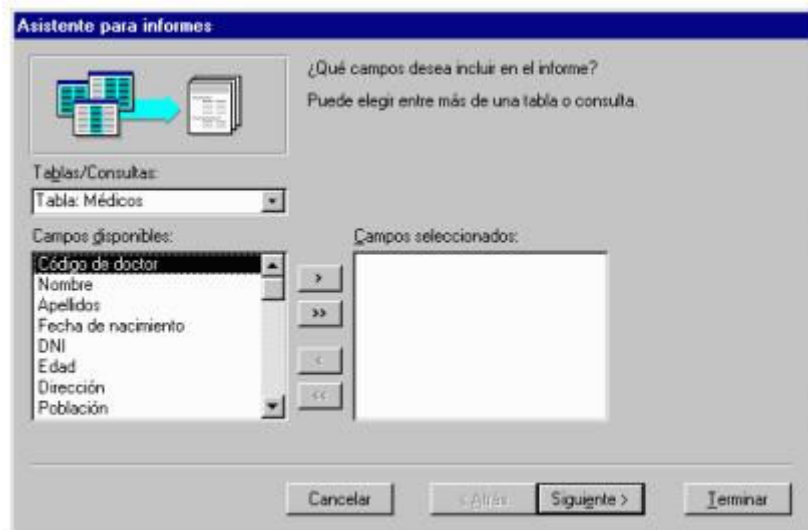 Asistente para informes
¿Qué campos desea incluir en el informe?
Puede elegir entre más de una tabla o consulta.
Tablas/Consultas:
Tabla: Médicos
Campos disponibles:
Campos seleccionados:
Código de doctor
Nombre
Apellidos
Fecha de nacimiento
DNI
Edad
Dirección
Población
>
>>
<
<<
Cancelar
< Atrás
Siguiente >
Terminar